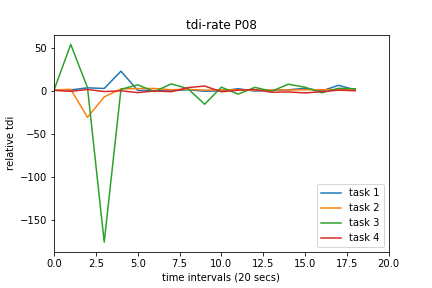 tdi-rate P08
relative tdi
50
0
−50
−100
−150
task 1
task 2
task 3
task 4
0.0 2.5 5.0 7.5 10.0 12.5 15.0 17.5 20.0
time intervals (20 secs)